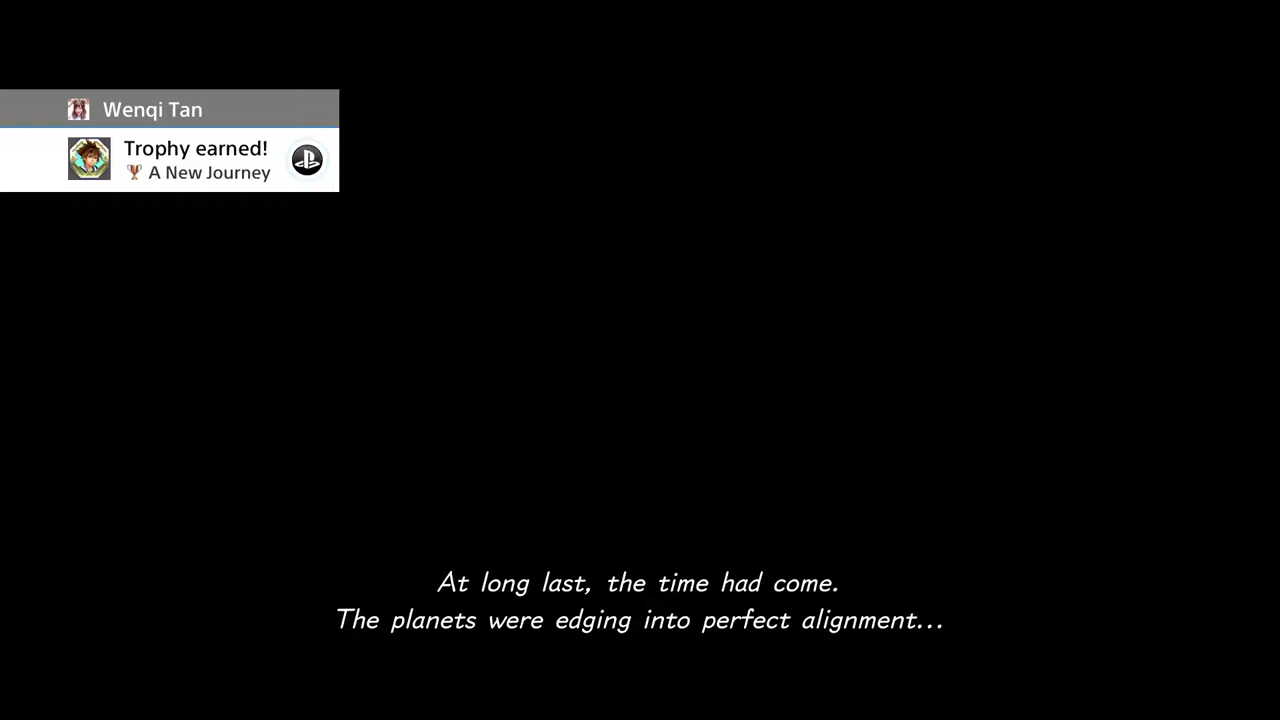 Wenqi Tan
Trophy earned!
A New Journey
At long last, the time had come.
The planets were edging into perfect alignment...